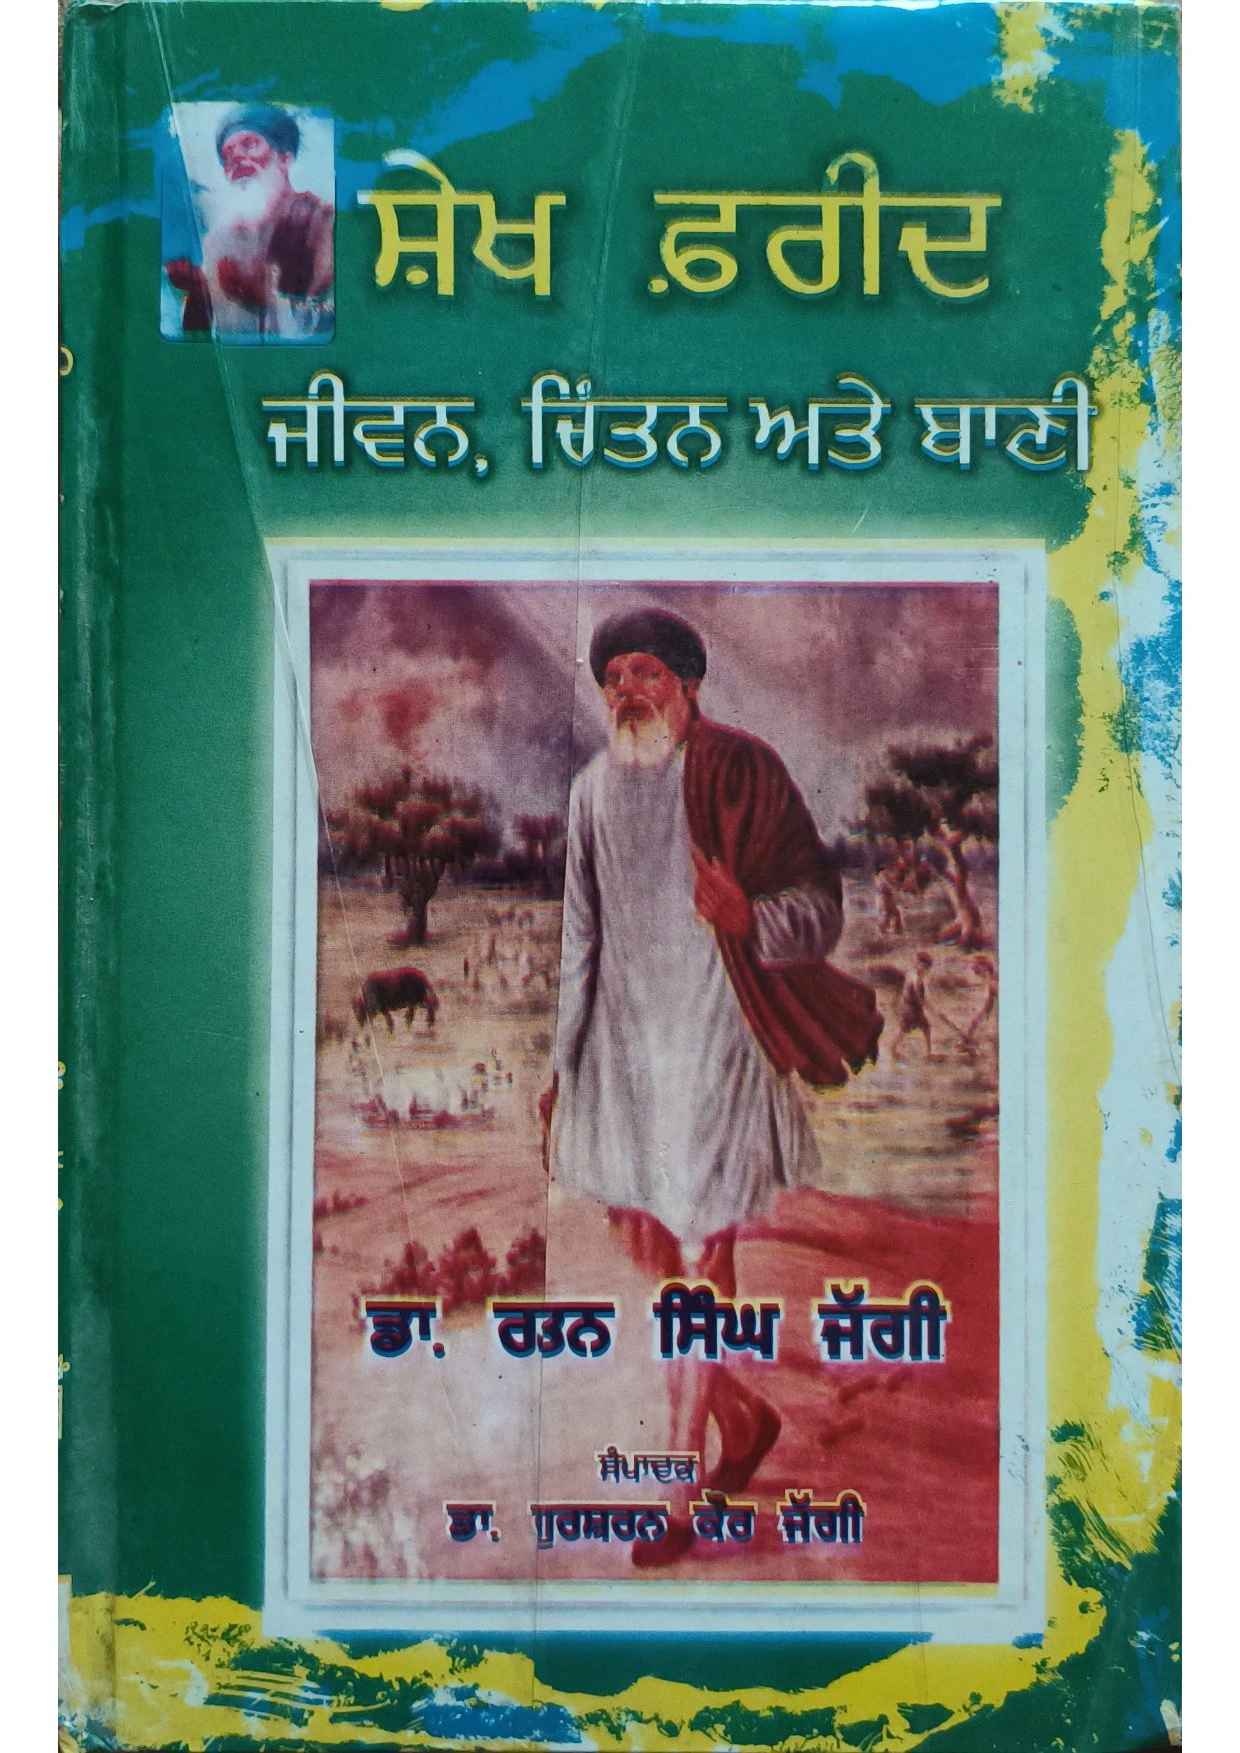 ਸ਼ੇਖ ਫ਼ਰੀਦ
ਜੀਵਨ, ਚਿੰਤਨ ਅਤੇ ਬਾਣੀ
ਡਾ. ਰਤਨ ਸਿੰਘ ਜੱਗੀ
ਸੰਪਾਦਕ
ਡਾ. ਗੁਰਸ਼ਰਨ ਕੌਰ ਜੱਗੀ